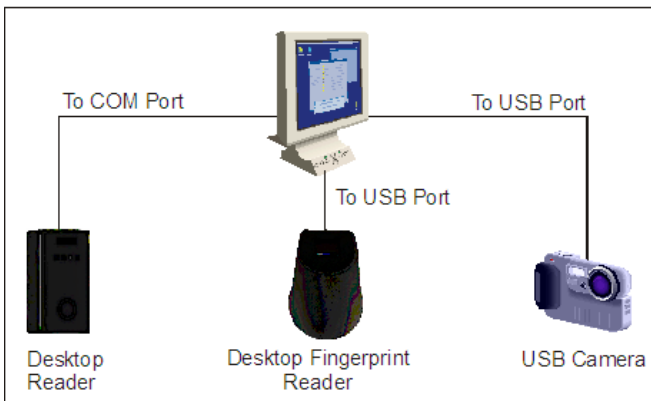 To COM Port
To USB Port
To USB Port
Desktop
Reader
Desktop Fingerprint
Reader
USB Camera